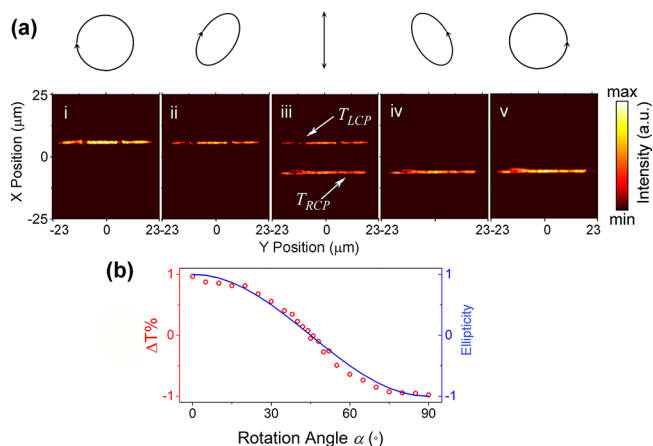 (a)
i ii iii iv v
T_LCP
T_RCP
X Position (μm)
25
0
-25
-23 0 23 -23 0 23 -23 0 23 -23 0 23 -23 0 23
Y Position (μm)
max
Intensity (a.u.)
min
(b)
ΔT%
1
0
-1
1
0
-1
Ellipticity
0 30 60 90
Rotation Angle α (°)